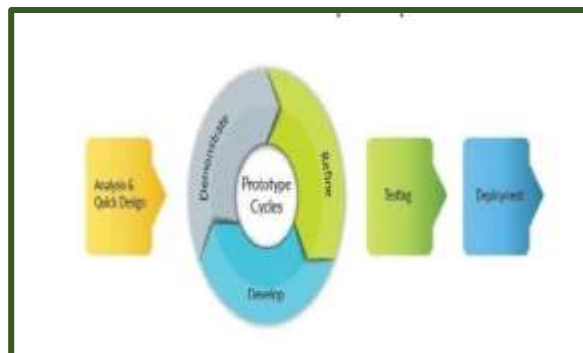 Analysis &
Quick Design
Demonstrate
Refine
Prototype
Cycles
Develop
Testing
Deployment